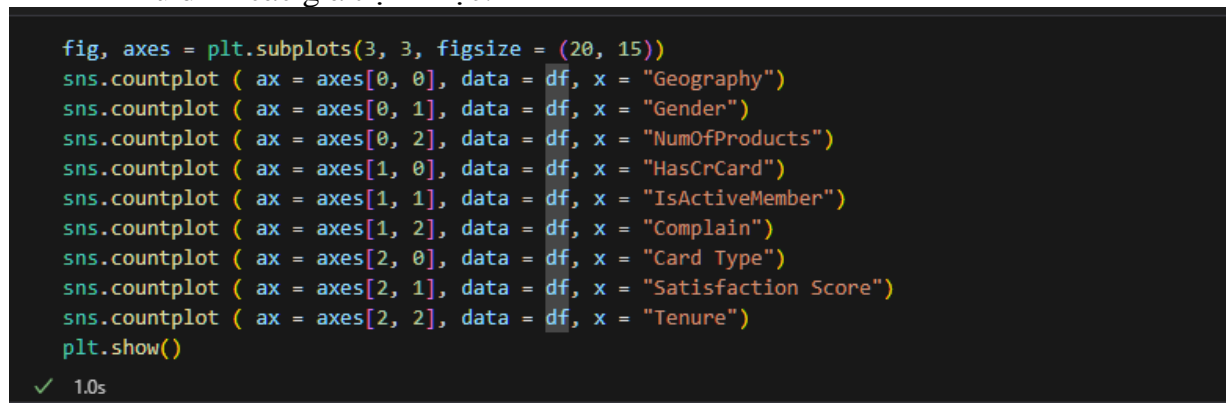 fig, axes = plt.subplots(3, 3, figsize = (20, 15))
sns.countplot ( ax = axes[0, 0], data = df, x = "Geography")
sns.countplot ( ax = axes[0, 1], data = df, x = "Gender")
sns.countplot ( ax = axes[0, 2], data = df, x = "NumOfProducts")
sns.countplot ( ax = axes[1, 0], data = df, x = "HasCrCard")
sns.countplot ( ax = axes[1, 1], data = df, x = "IsActiveMember")
sns.countplot ( ax = axes[1, 2], data = df, x = "Complain")
sns.countplot ( ax = axes[2, 0], data = df, x = "Card Type")
sns.countplot ( ax = axes[2, 1], data = df, x = "Satisfaction Score")
sns.countplot ( ax = axes[2, 2], data = df, x = "Tenure")
plt.show()
✓ 1.0s